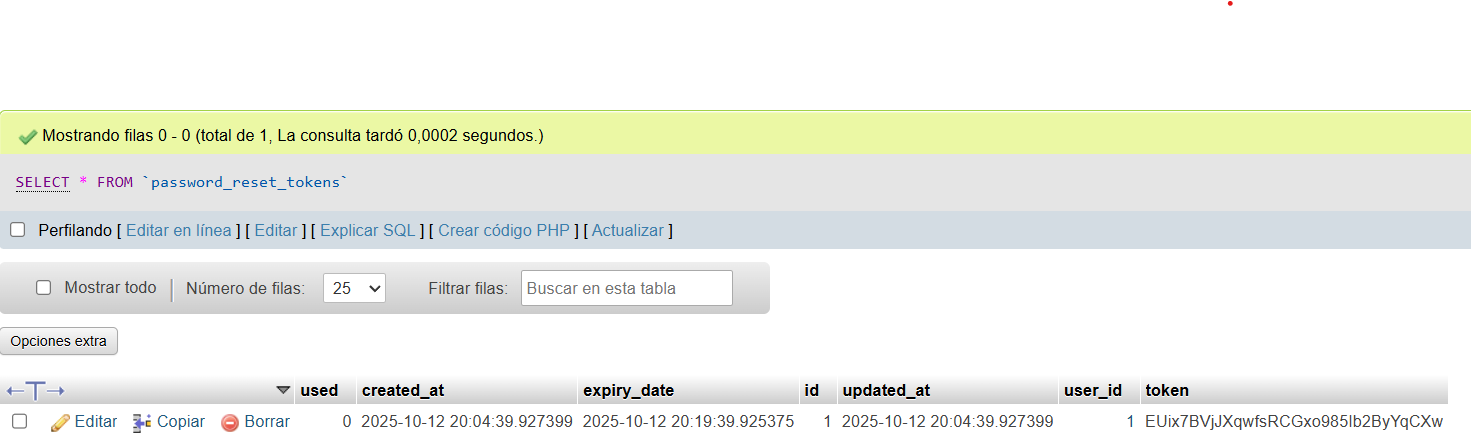 Mostrando filas 0 - 0 (total de 1, La consulta tardó 0,0002 segundos.)
SELECT * FROM `password_reset_tokens`
Perfilando [ Editar en línea ] [ Editar ] [ Explicar SQL ] [ Crear código PHP ] [ Actualizar ]
Mostrar todo Número de filas: 25 Filtrar filas: Buscar en esta tabla
Opciones extra
used created_at expiry_date id updated_at user_id token
Editar Copiar Borrar 0 2025-10-12 20:04:39.927399 2025-10-12 20:19:39.925375 1 2025-10-12 20:04:39.927399 1 EUix7BVjJXqwfsRCGxo985Ib2ByYqCXw